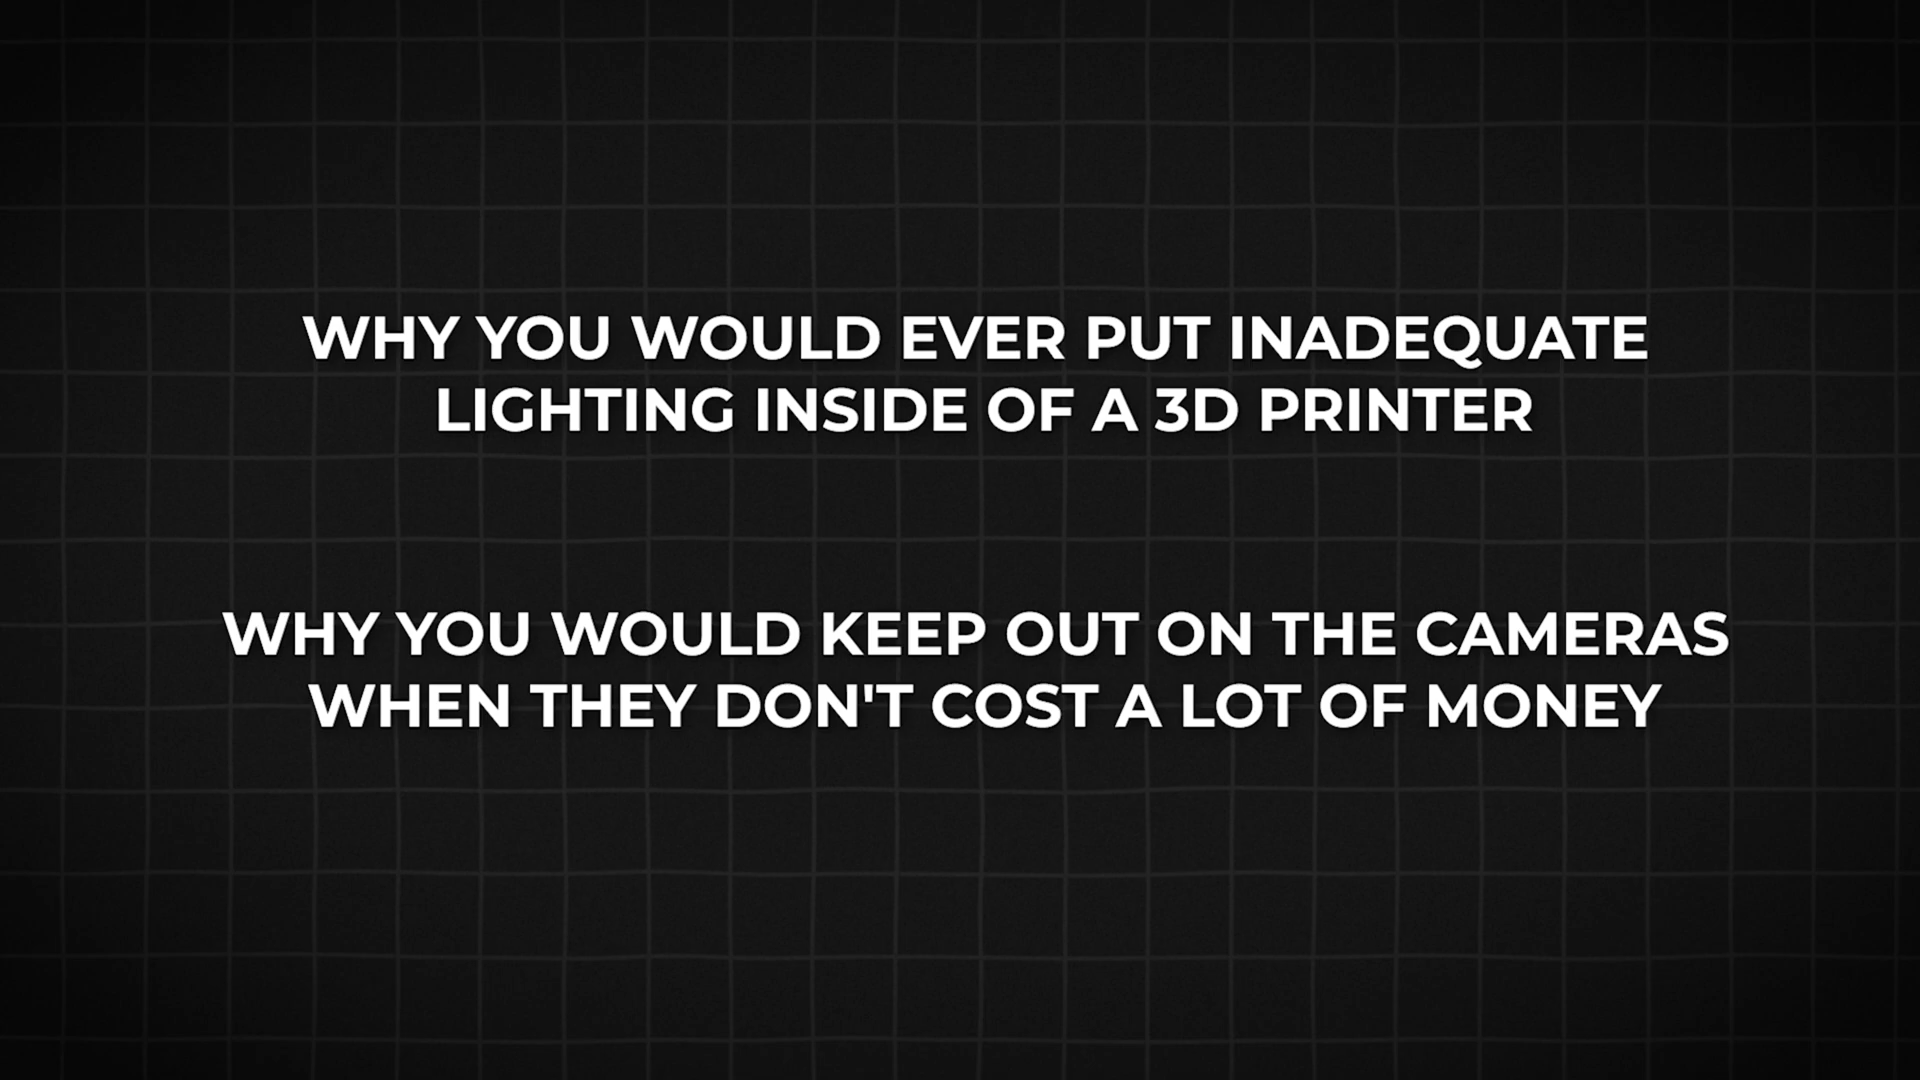 WHY YOU WOULD EVER PUT INADEQUATE
LIGHTING INSIDE OF A 3D PRINTER
WHY YOU WOULD KEEP OUT ON THE CAMERAS
WHEN THEY DON'T COST A LOT OF MONEY